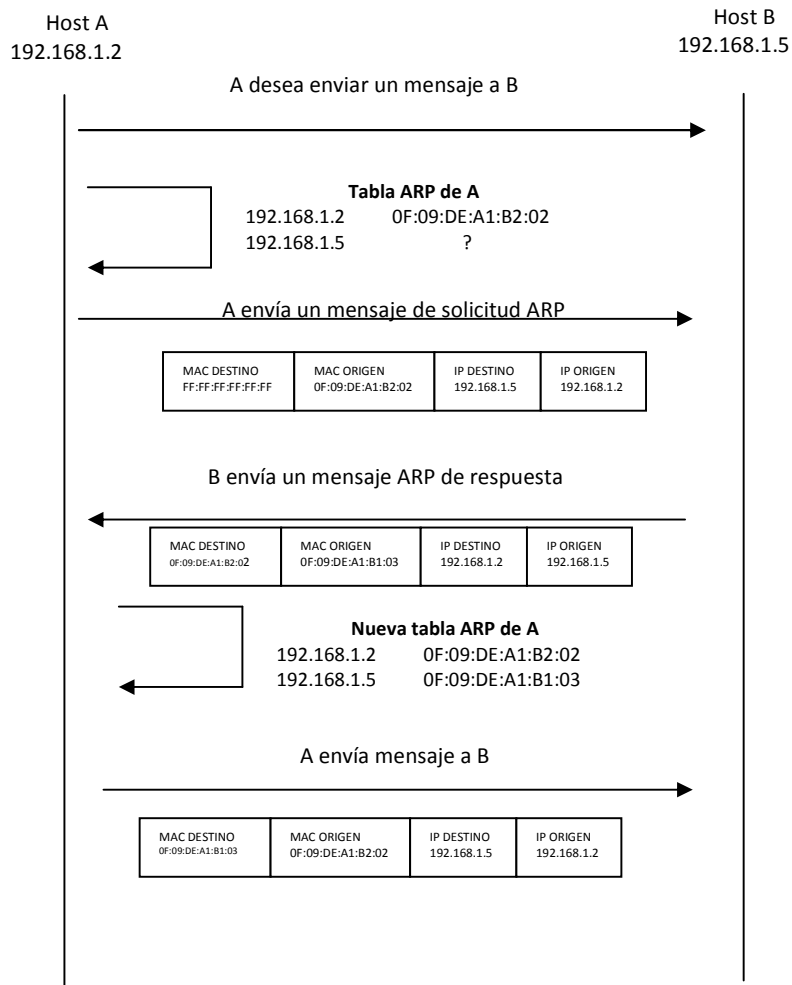 Host A
192.168.1.2
Host B
192.168.1.5
A desea enviar un mensaje a B
Tabla ARP de A
192.168.1.2 0F:09:DE:A1:B2:02
192.168.1.5 ?
A envía un mensaje de solicitud ARP
MAC DESTINO
FF:FF:FF:FF:FF:FF
MAC ORIGEN
0F:09:DE:A1:B2:02
IP DESTINO
192.168.1.5
IP ORIGEN
192.168.1.2
B envía un mensaje ARP de respuesta
MAC DESTINO
0F:09:DE:A1:B2:02
MAC ORIGEN
0F:09:DE:A1:B1:03
IP DESTINO
192.168.1.2
IP ORIGEN
192.168.1.5
Nueva tabla ARP de A
192.168.1.2 0F:09:DE:A1:B2:02
192.168.1.5 0F:09:DE:A1:B1:03
A envía mensaje a B
MAC DESTINO
0F:09:DE:A1:B1:03
MAC ORIGEN
0F:09:DE:A1:B2:02
IP DESTINO
192.168.1.5
IP ORIGEN
192.168.1.2